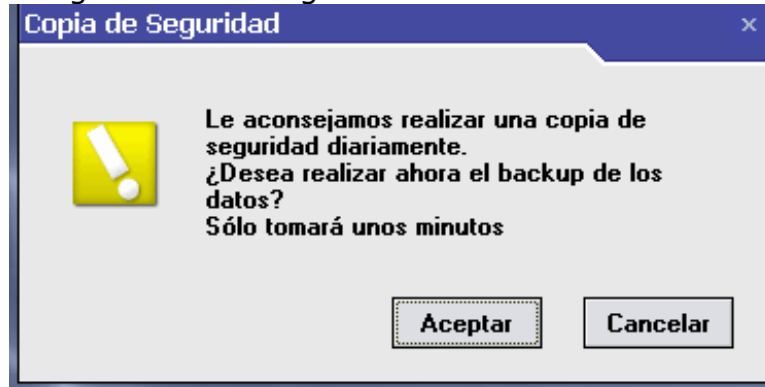 Copia de Seguridad
Le aconsejamos realizar una copia de
seguridad diariamente.
¿Desea realizar ahora el backup de los
datos?
Sólo tomará unos minutos
Aceptar
Cancelar